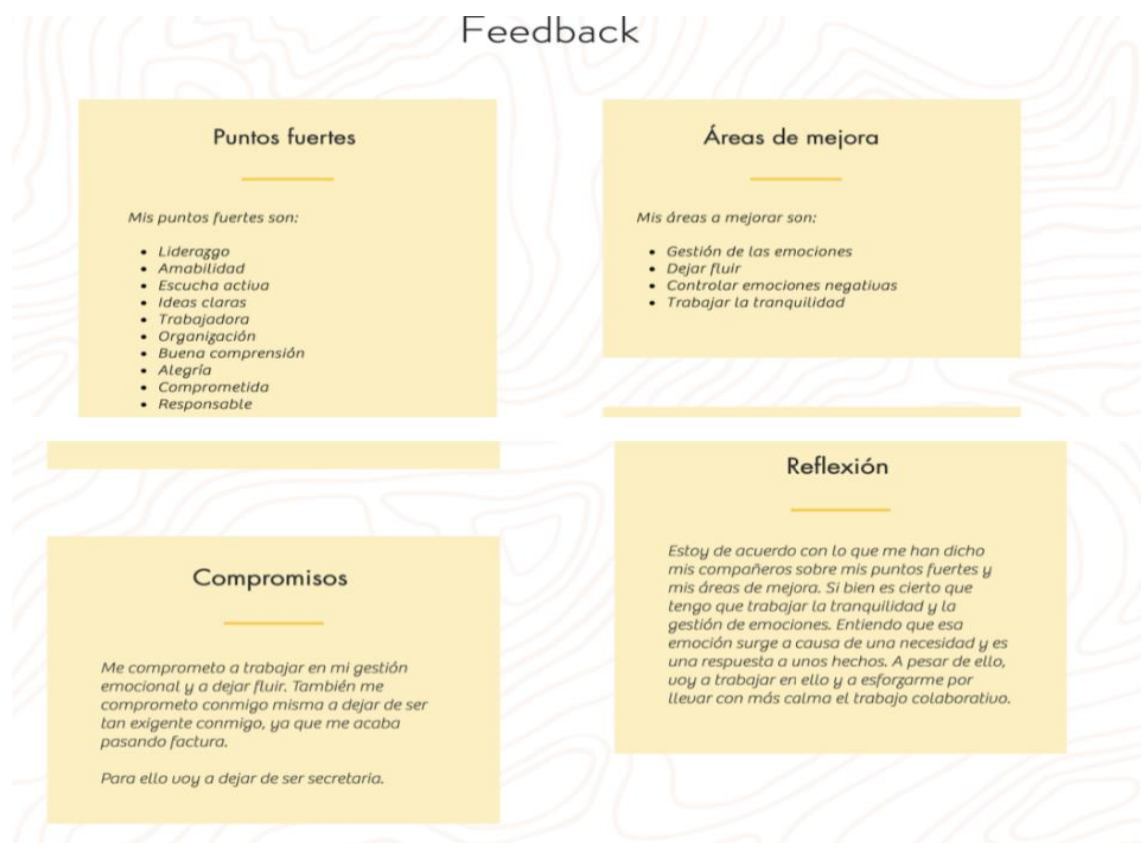 Feedback
Puntos fuertes
Mis puntos fuertes son:
• Liderazgo
• Amabilidad
• Escucha activa
• Ideas claras
• Trabajadora
• Organización
• Buena comprensión
• Alegría
• Comprometida
• Responsable
Áreas de mejora
Mis áreas a mejorar son:
• Gestión de las emociones
• Dejar fluir
• Controlar emociones negativas
• Trabajar la tranquilidad
Compromisos
Me comprometo a trabajar en mi gestión
emocional y a dejar fluir. También me
comprometo conmigo misma a dejar de ser
tan exigente conmigo, ya que me acaba
pasando factura.
Para ello voy a dejar de ser secretaria.
Reflexión
Estoy de acuerdo con lo que me han dicho
mis compañeros sobre mis puntos fuertes y
mis áreas de mejora. Si bien es cierto que
tengo que trabajar la tranquilidad y la
gestión de emociones. Entiendo que esa
emoción surge a causa de una necesidad y es
una respuesta a unos hechos. A pesar de ello,
voy a trabajar en ello y a esforzarme por
llevar con más calma el trabajo colaborativo.